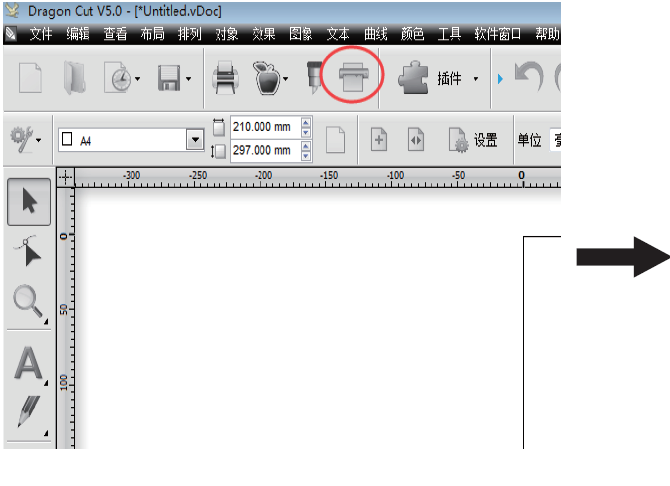 Dragon Cut V5.0 - [*Untitled.vDoc]
文件 编辑 查看 布局 排列 对象 效果 图像 文本 曲线 颜色 工具 软件窗口 帮助
插件
A4 210.000 mm 设置 单位
297.000 mm
-300 -250 -200 -150 -100 -50 0
0
50
100